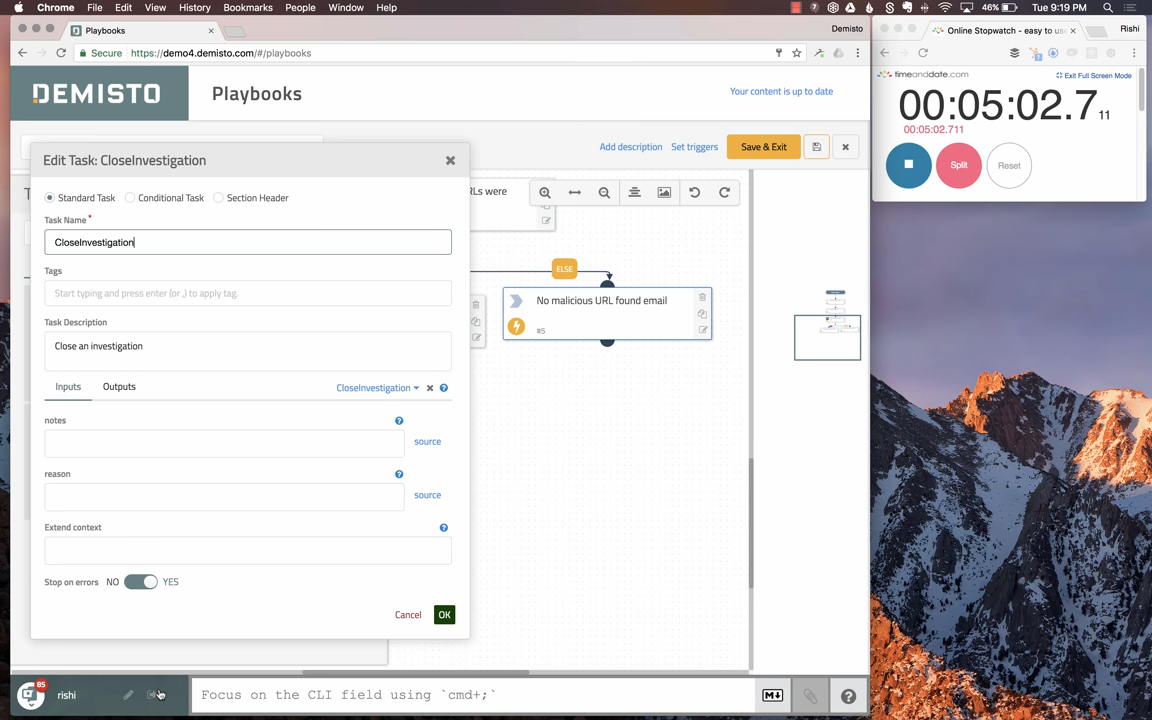 Chrome File Edit View History Bookmarks People Window Help
7
46%
Tue 9:19 PM
Playbooks
Demisto
Secure https://demo4.demisto.com/#/playbooks
DEMISTO
Playbooks
Your content is up to date
Add description Set triggers Save & Exit
Edit Task: CloseInvestigation
RLs were
Standard Task Conditional Task Section Header
Task Name *
CloseInvestigation
Tags
Start typing and press enter (or ,) to apply tag.
ELSE
No malicious URL found email
#5
Task Description
Close an investigation
Inputs Outputs CloseInvestigation
notes
source
reason
source
Extend context
Stop on errors NO YES
Cancel OK
85
rishi
Focus on the CLI field using `cmd+;`
Online Stopwatch - easy to us
Rishi
timeanddate.com
Exit Full Screen Mode
00:05:02.7 11
00:05:02.711
Split Reset